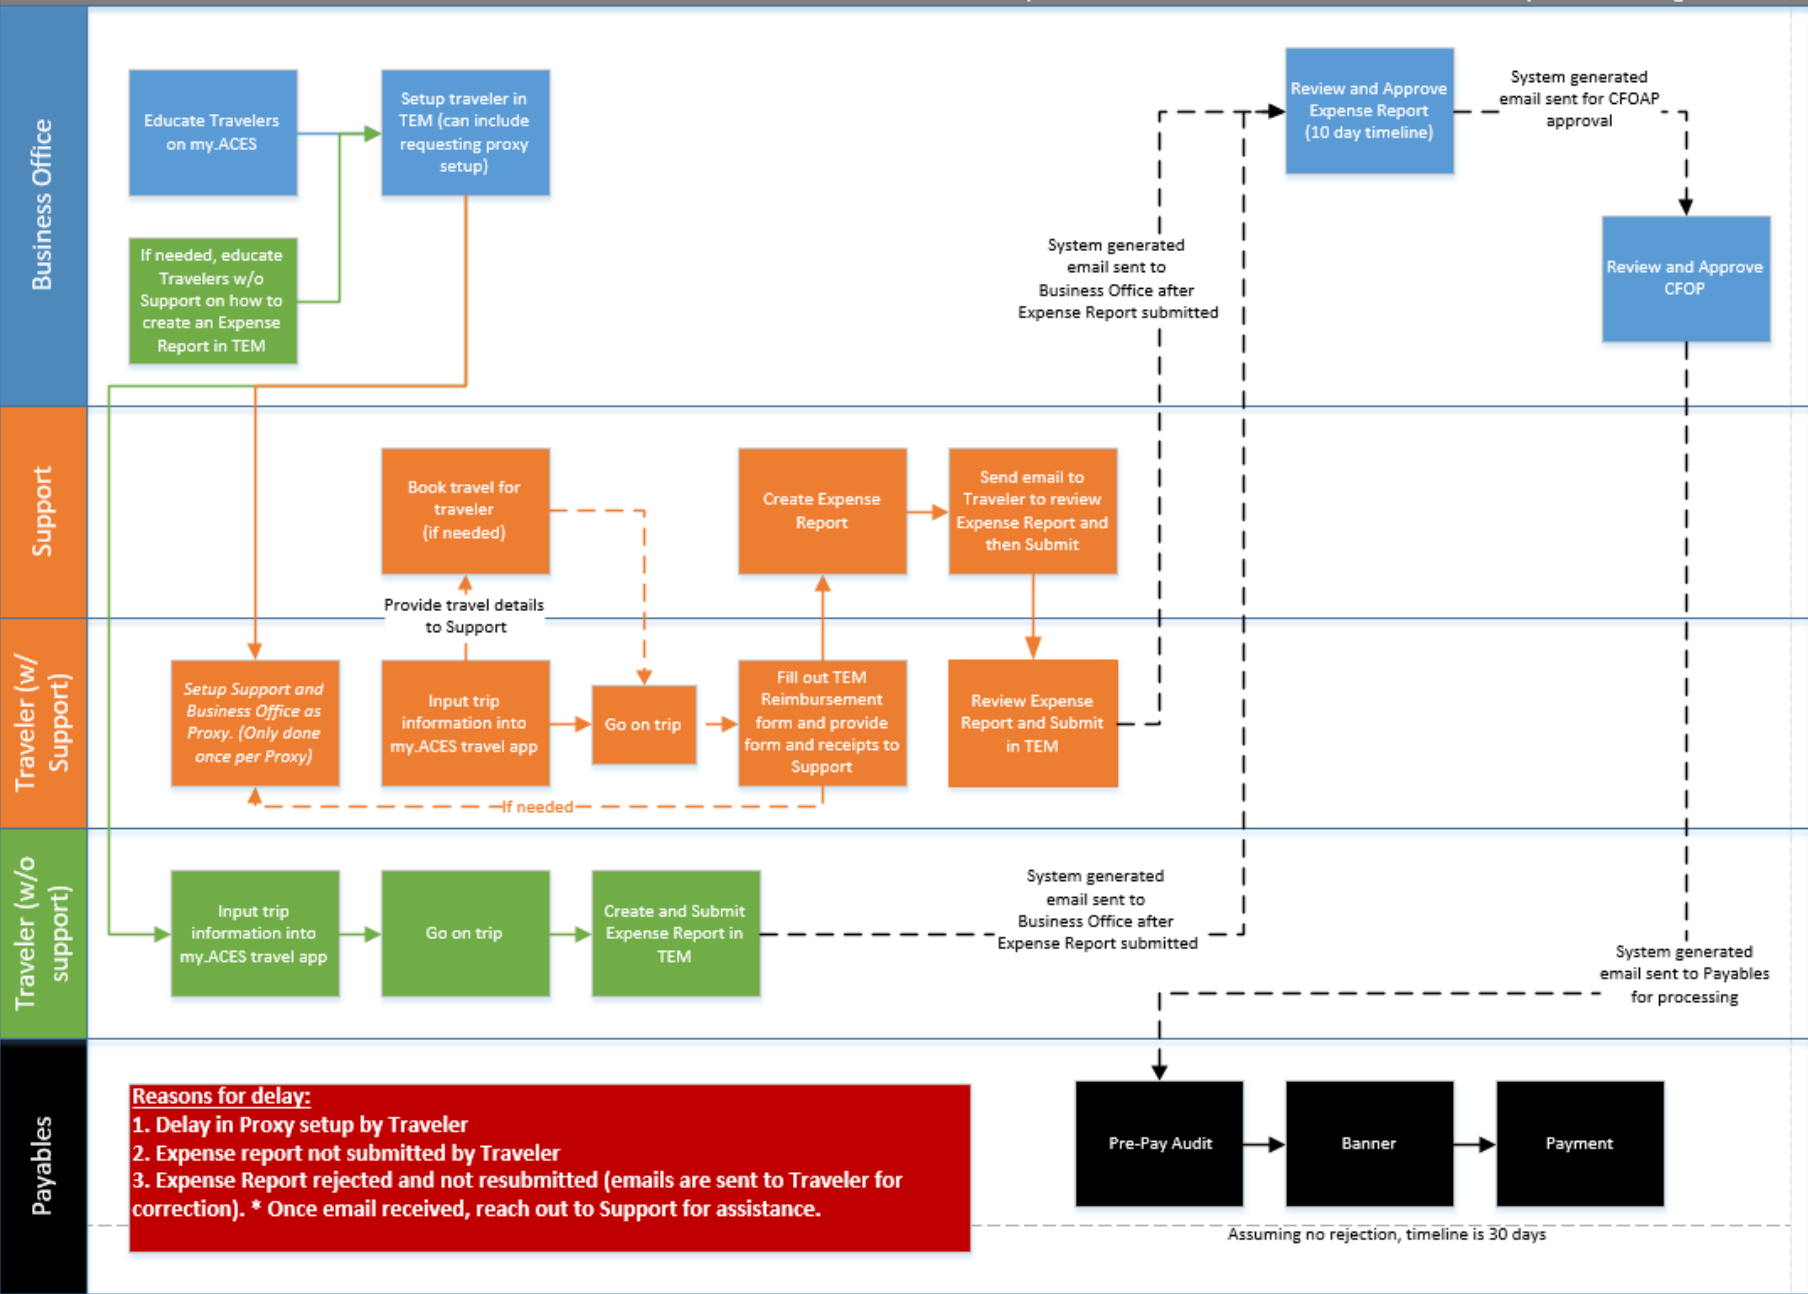 Business Office
Educate Travelers
on my.ACES
Setup traveler in
TEM (can include
requesting proxy
setup)
If needed, educate
Travelers w/o
Support on how to
create an Expense
Report in TEM
Review and Approve
Expense Report
(10 day timeline)
System generated
email sent for CFOAP
approval
System generated
email sent to
Business Office after
Expense Report submitted
Review and Approve
CFOP
Support
Book travel for
traveler
(if needed)
Create Expense
Report
Send email to
Traveler to review
Expense Report and
then Submit
Provide travel details
to Support
Traveler (w/
Support)
Setup Support and
Business Office as
Proxy. (Only done
once per Proxy)
Input trip
information into
my.ACES travel app
Go on trip
Fill out TEM
Reimbursement
form and provide
form and receipts to
Support
Review Expense
Report and Submit
in TEM
If needed
Traveler (w/o
support)
Input trip
information into
my.ACES travel app
Go on trip
Create and Submit
Expense Report in
TEM
System generated
email sent to
Business Office after
Expense Report submitted
System generated
email sent to Payables
for processing
Payables
Reasons for delay:
1. Delay in Proxy setup by Traveler
2. Expense report not submitted by Traveler
3. Expense Report rejected and not resubmitted (emails are sent to Traveler for
correction). * Once email received, reach out to Support for assistance.
Pre-Pay Audit
Banner
Payment
Assuming no rejection, timeline is 30 days